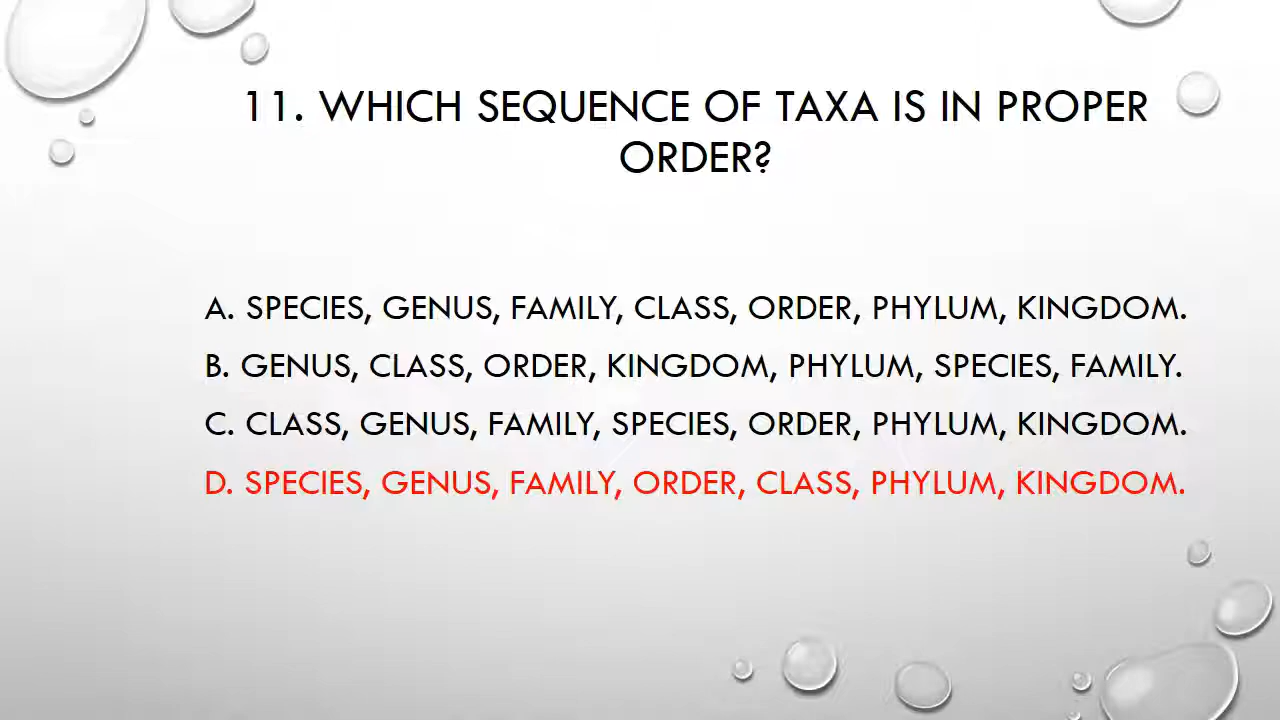 11. WHICH SEQUENCE OF TAXA IS IN PROPER
ORDER?
A. SPECIES, GENUS, FAMILY, CLASS, ORDER, PHYLUM, KINGDOM.
B. GENUS, CLASS, ORDER, KINGDOM, PHYLUM, SPECIES, FAMILY.
C. CLASS, GENUS, FAMILY, SPECIES, ORDER, PHYLUM, KINGDOM.
D. SPECIES, GENUS, FAMILY, ORDER, CLASS, PHYLUM, KINGDOM.